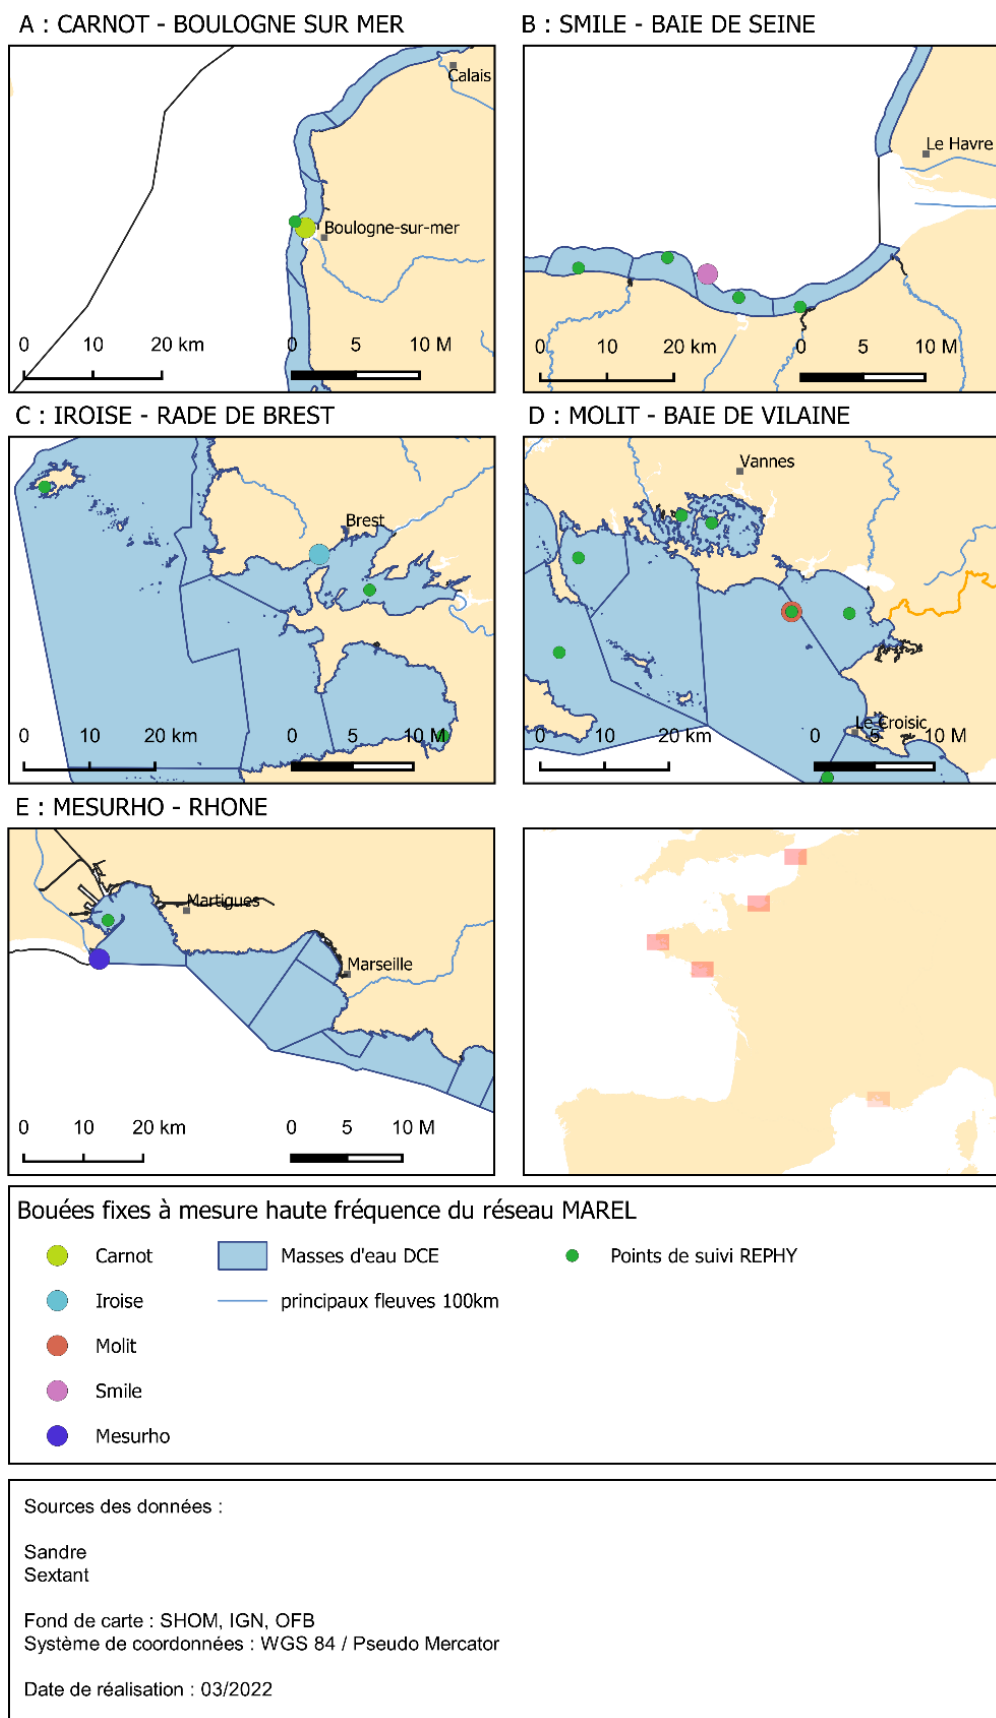 A : CARNOT - BOULOGNE SUR MER
Calais
Boulogne-sur-mer
0 10 20 km
0 5 10 M
B : SMILE - BAIE DE SEINE
Le Havre
0 10 20 km
0 5 10 M
C : IROISE - RADE DE BREST
Brest
0 10 20 km
0 5 10 M
D : MOLIT - BAIE DE VILAINE
Vannes
Le Croisic
0 10 20 km
0 5 10 M
E : MESURHO - RHONE
Martigues
Marseille
0 10 20 km
0 5 10 M
Bouées fixes à mesure haute fréquence du réseau MAREL
Carnot
Iroise
Molit
Smile
Mesurho
Masses d'eau DCE
principaux fleuves 100km
Points de suivi REPHY
Sources des données :
Sandre
Sextant
Fond de carte : SHOM, IGN, OFB
Système de coordonnées : WGS 84 / Pseudo Mercator
Date de réalisation : 03/2022